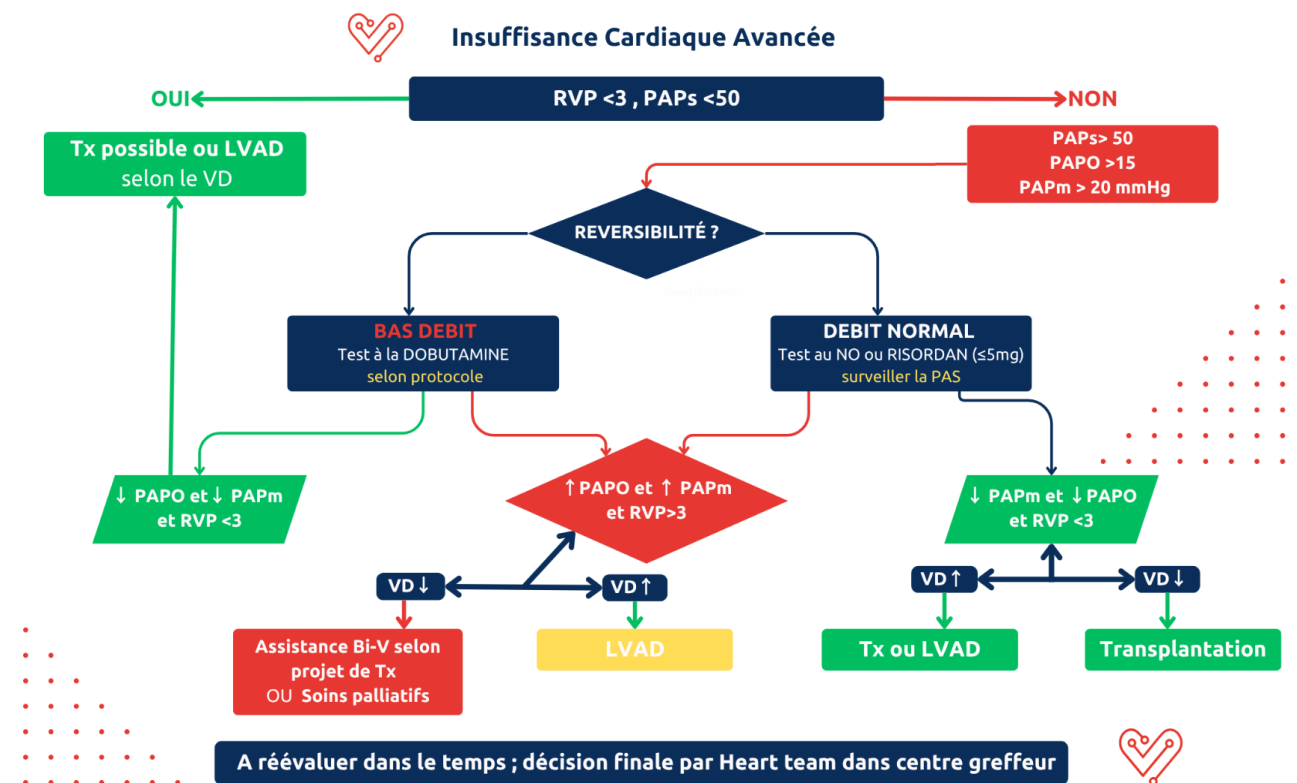 Insuffisance Cardiaque Avancée
OUI
RVP <3 , PAPs <50
NON
Tx possible ou LVAD
selon le VD
PAPs> 50
PAPO >15
PAPm > 20 mmHg
REVERSIBILITÉ ?
BAS DEBIT
Test à la DOBUTAMINE
selon protocole
DEBIT NORMAL
Test au NO ou RISORDAN (≤5mg)
surveiller la PAS
↓ PAPO et ↓ PAPm
et RVP <3
↑ PAPO et ↑ PAPm
et RVP>3
↓ PAPm et ↓PAPO
et RVP <3
VD ↓
VD ↑
VD ↑
VD ↓
Assistance Bi-V selon
projet de Tx
OU Soins palliatifs
LVAD
Tx ou LVAD
Transplantation
A réévaluer dans le temps ; décision finale par Heart team dans centre greffeur